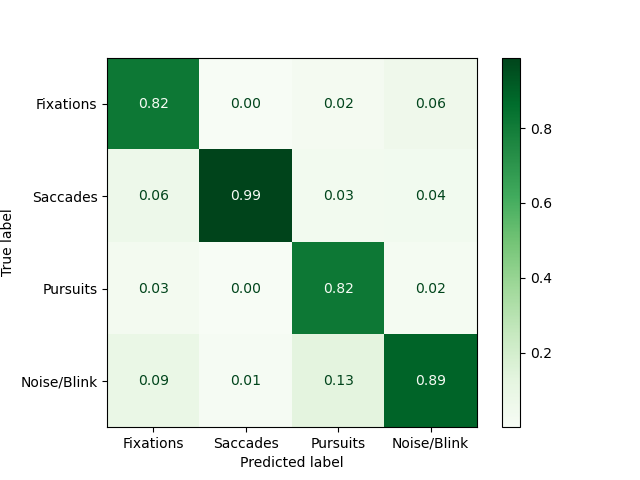 Fixations 0.82 0.00 0.02 0.06
Saccades 0.06 0.99 0.03 0.04
Pursuits 0.03 0.00 0.82 0.02
Noise/Blink 0.09 0.01 0.13 0.89
Fixations Saccades Pursuits Noise/Blink
Predicted label
True label
0.8
0.6
0.4
0.2